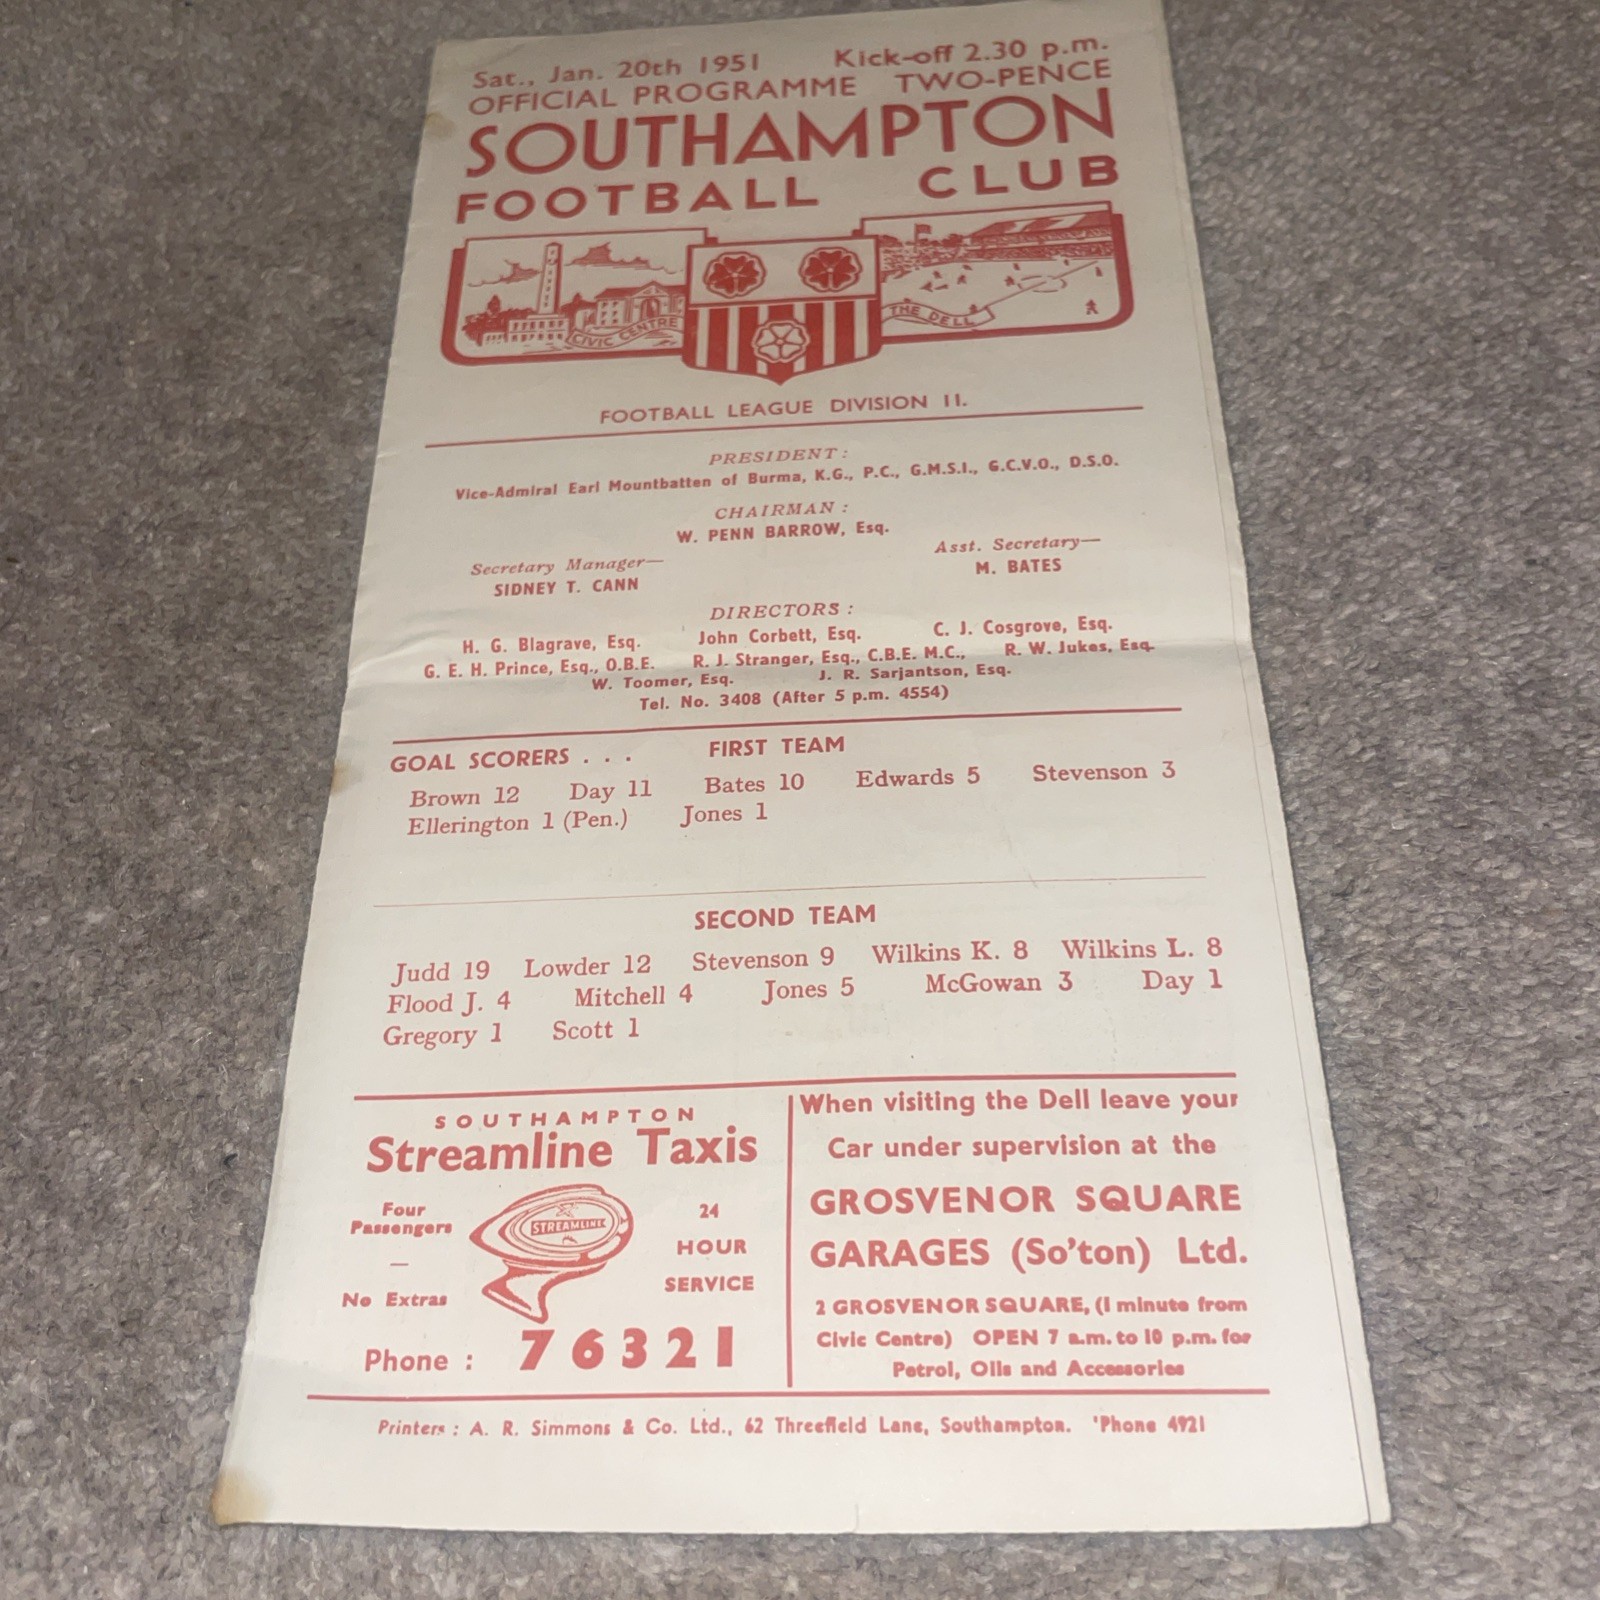 Sat., Jan. 20th 1951 Kick-off 2.30 p.m.
OFFICIAL PROGRAMME TWO-PENCE
SOUTHAMPTON
FOOTBALL CLUB
CIVIC CENTRE
THE DELL
FOOTBALL LEAGUE DIVISION II.
PRESIDENT:
Vice-Admiral Earl Mountbatten of Burma, K.G., P.C., G.M.S.I., G.C.V.O., D.S.O.
CHAIRMAN:
W. PENN BARROW, Esq.
Secretary Manager— Asst. Secretary—
SIDNEY T. CANN M. BATES
DIRECTORS:
H. G. Blagrave, Esq. John Corbett, Esq. C. J. Cosgrove, Esq.
G. E. H. Prince, Esq., O.B.E. R. J. Stranger, Esq., C.B.E. M.C., R. W. Jukes, Esq.
W. Toomer, Esq. J. R. Sarjantson, Esq.
Tel. No. 3408 (After 5 p.m. 4554)
GOAL SCORERS . . . FIRST TEAM
Brown 12 Day 11 Bates 10 Edwards 5 Stevenson 3
Ellerington 1 (Pen.) Jones 1
SECOND TEAM
Judd 19 Lowder 12 Stevenson 9 Wilkins K. 8 Wilkins L. 8
Flood J. 4 Mitchell 4 Jones 5 McGowan 3 Day 1
Gregory 1 Scott 1
SOUTHAMPTON
Streamline Taxis
Four
Passengers
—
No Extras
STREAMLINE
24
HOUR
SERVICE
Phone : 76321
When visiting the Dell leave your
Car under supervision at the
GROSVENOR SQUARE
GARAGES (So'ton) Ltd.
2 GROSVENOR SQUARE, (1 minute from
Civic Centre) OPEN 7 a.m. to 10 p.m. for
Petrol, Oils and Accessories
Printers : A. R. Simmons & Co. Ltd., 62 Threefield Lane, Southampton. 'Phone 4921